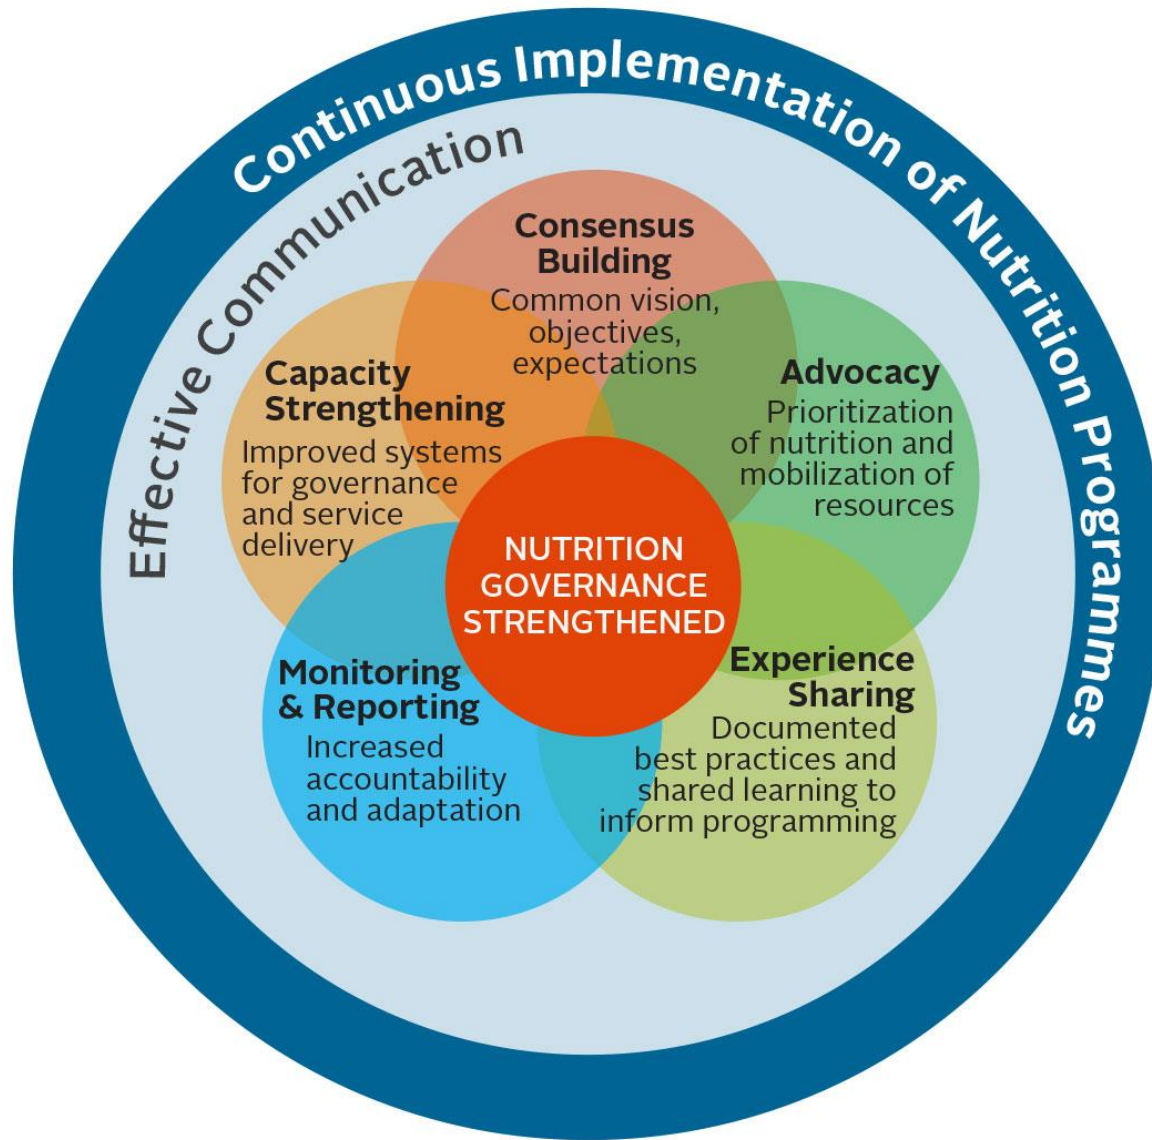 Continuous Implementation of Nutrition Programmes
Effective Communication
Consensus
Building
Common vision,
objectives,
expectations
Capacity
Strengthening
Improved systems
for governance
and service
delivery
Advocacy
Prioritization
of nutrition and
mobilization of
resources
NUTRITION
GOVERNANCE
STRENGTHENED
Monitoring
& Reporting
Increased
accountability
and adaptation
Experience
Sharing
Documented
best practices and
shared learning to
inform programming